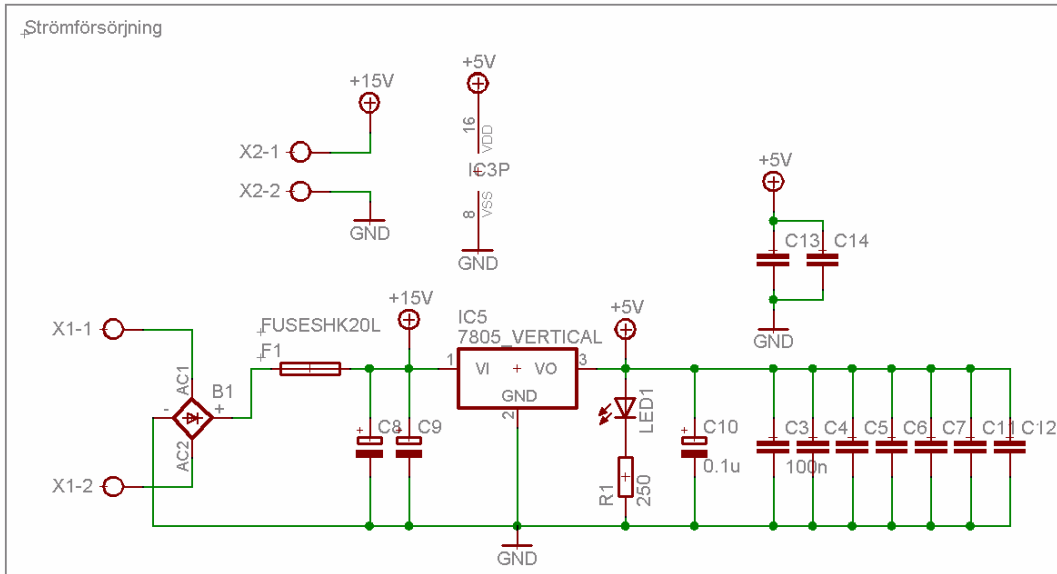 Strömförsörjning
+5V
+15V
16
VDD
X2-1
IC3P
+5V
X2-2
8
VSS
GND
C13
C14
GND
+15V
IC5
+5V
X1-1
FUSESHK20L
7805_VERTICAL
GND
F1
1
VI
VO
3
AC1
B1
GND
LED1
-
+
2
C8
C9
C10
C3
C4
C5
C6
C7
C11
C12
AC2
0.1u
100n
X1-2
R1
250
GND